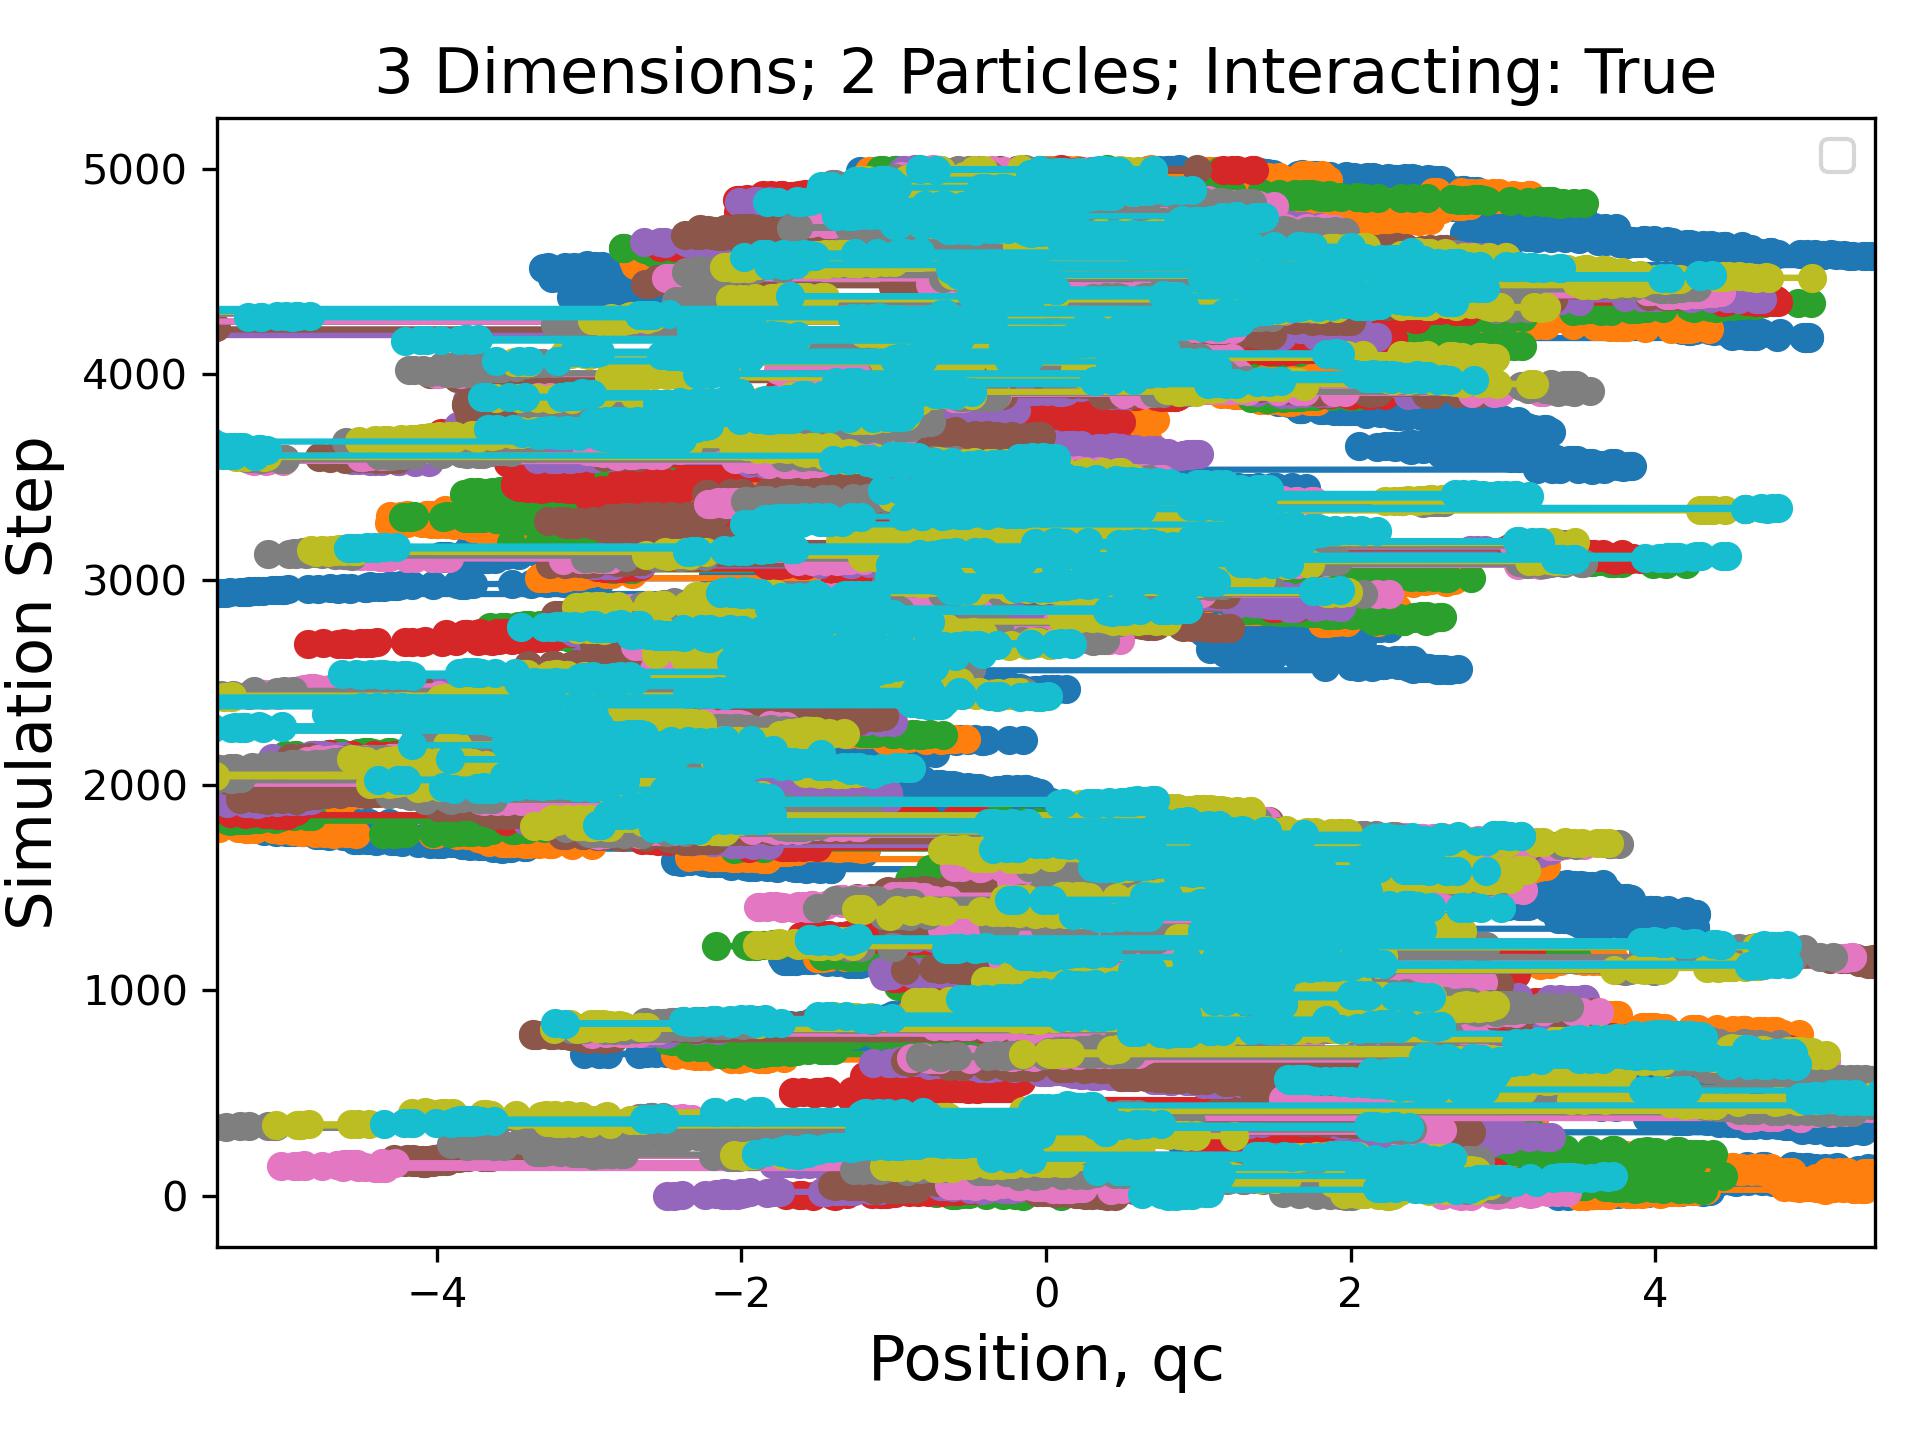 3 Dimensions; 2 Particles; Interacting: True
5000
4000
3000
2000
1000
0
Simulation Step
−4 −2 0 2 4
Position, qc